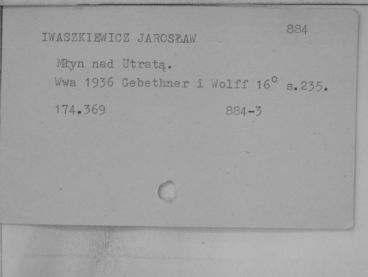 884
IWASZKIEWICZ JAROSŁAW
Młyn nad Utratą.
Wwa 1936 Gebethner i Wolff 16° s.235.
174.369 884-3